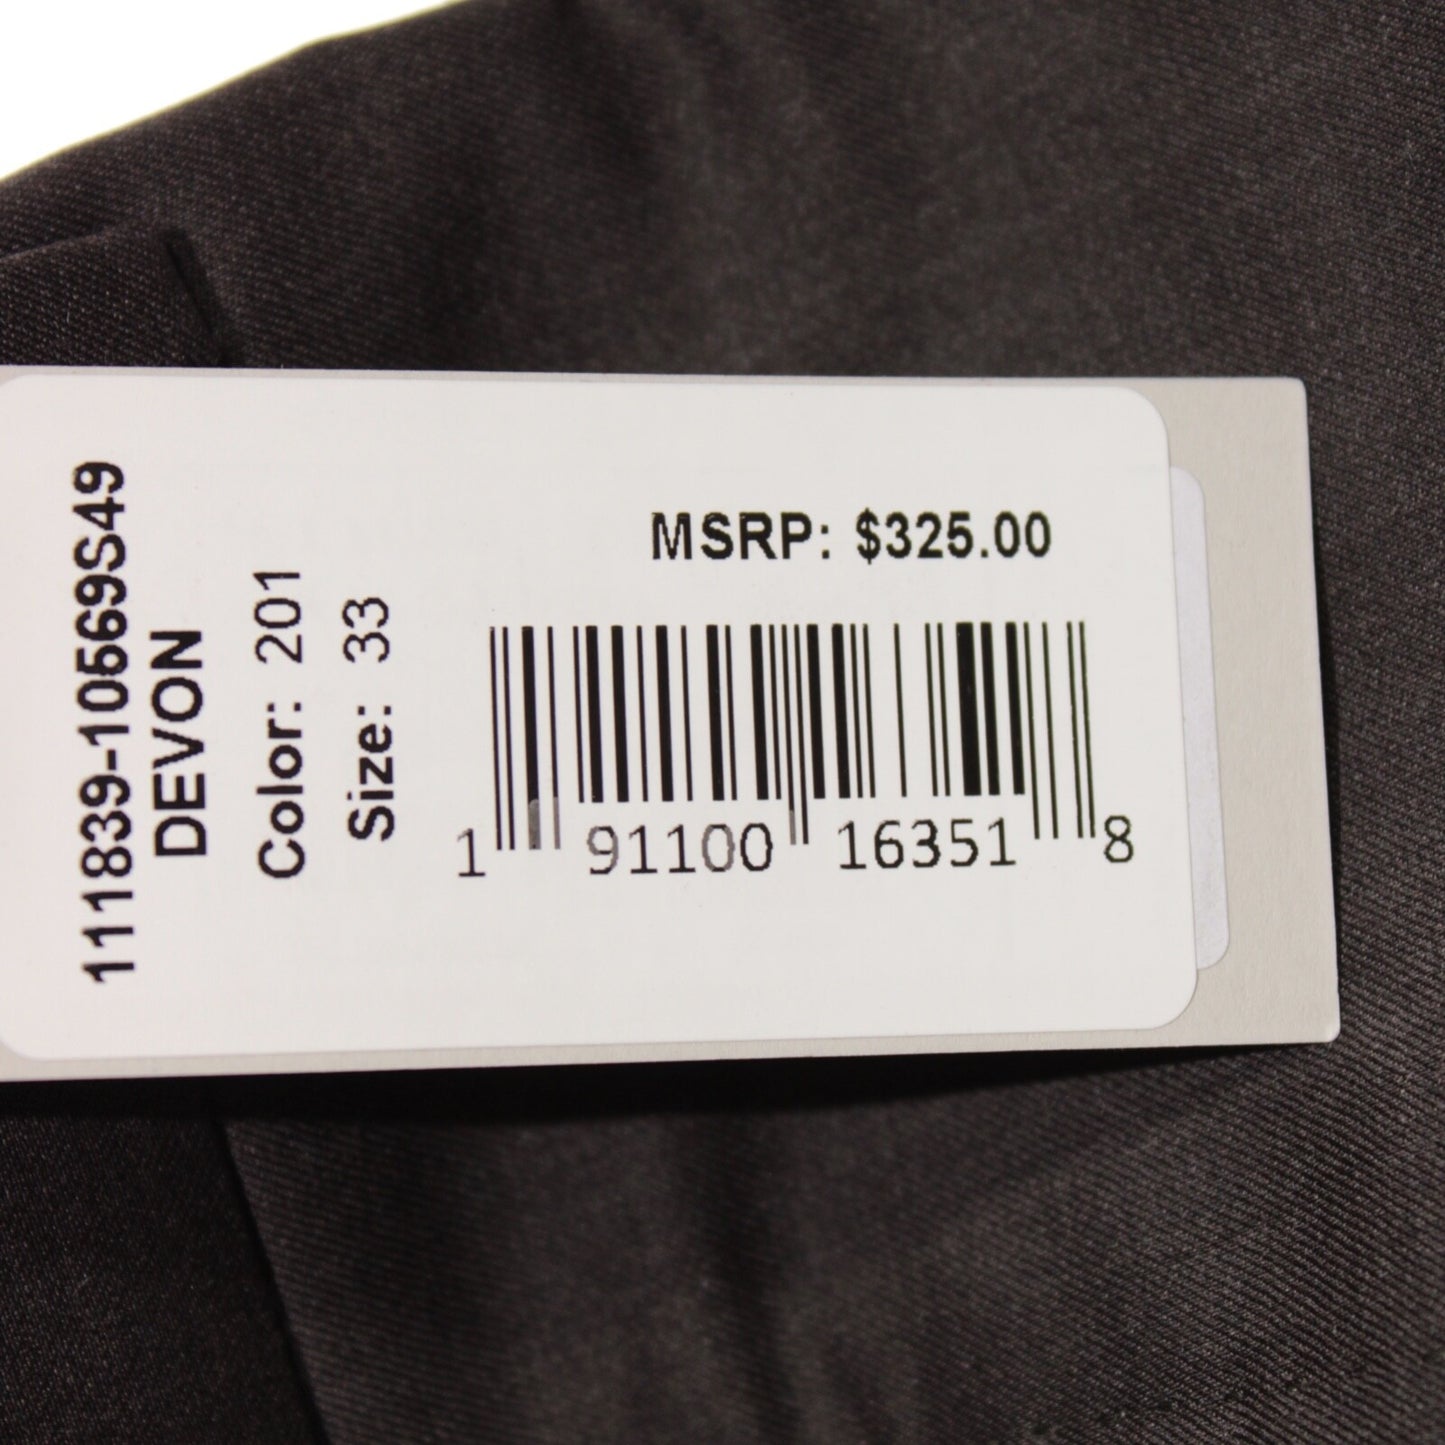 111839-10569S49
DEVON
Color: 201
Size: 33
MSRP: $325.00
1 91100 16351 8